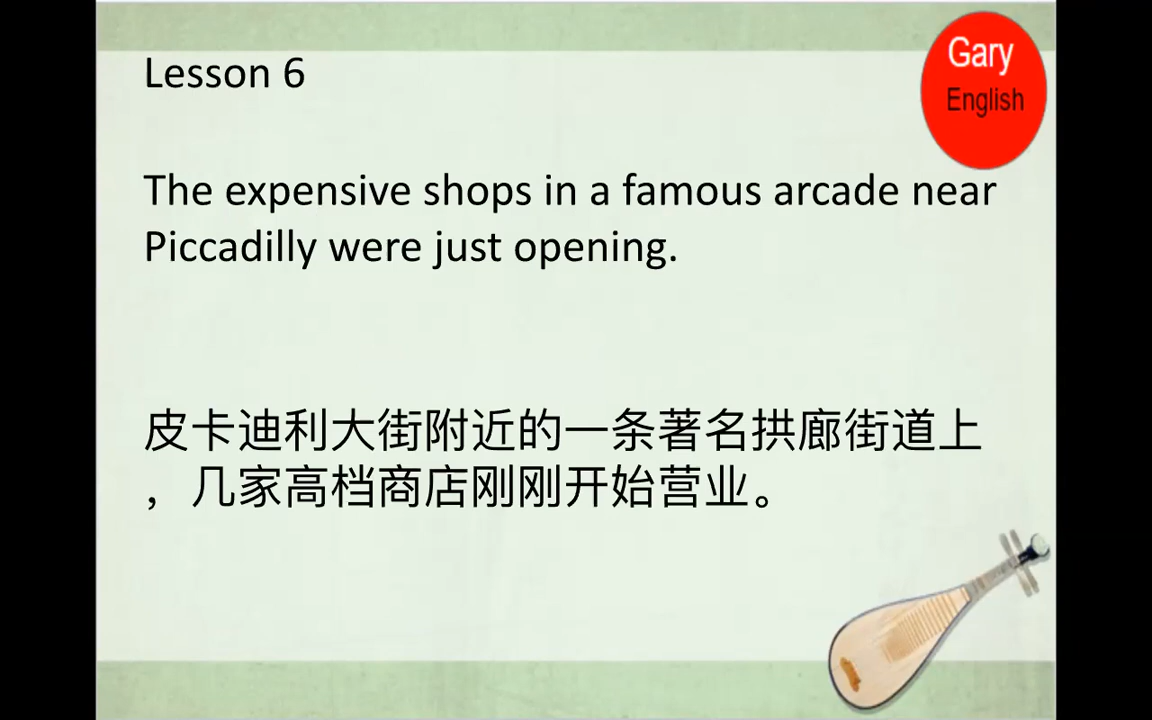 Lesson 6
Gary
English
The expensive shops in a famous arcade near
Piccadilly were just opening.
皮卡迪利大街附近的一条著名拱廊街道上
，几家高档商店刚刚开始营业。